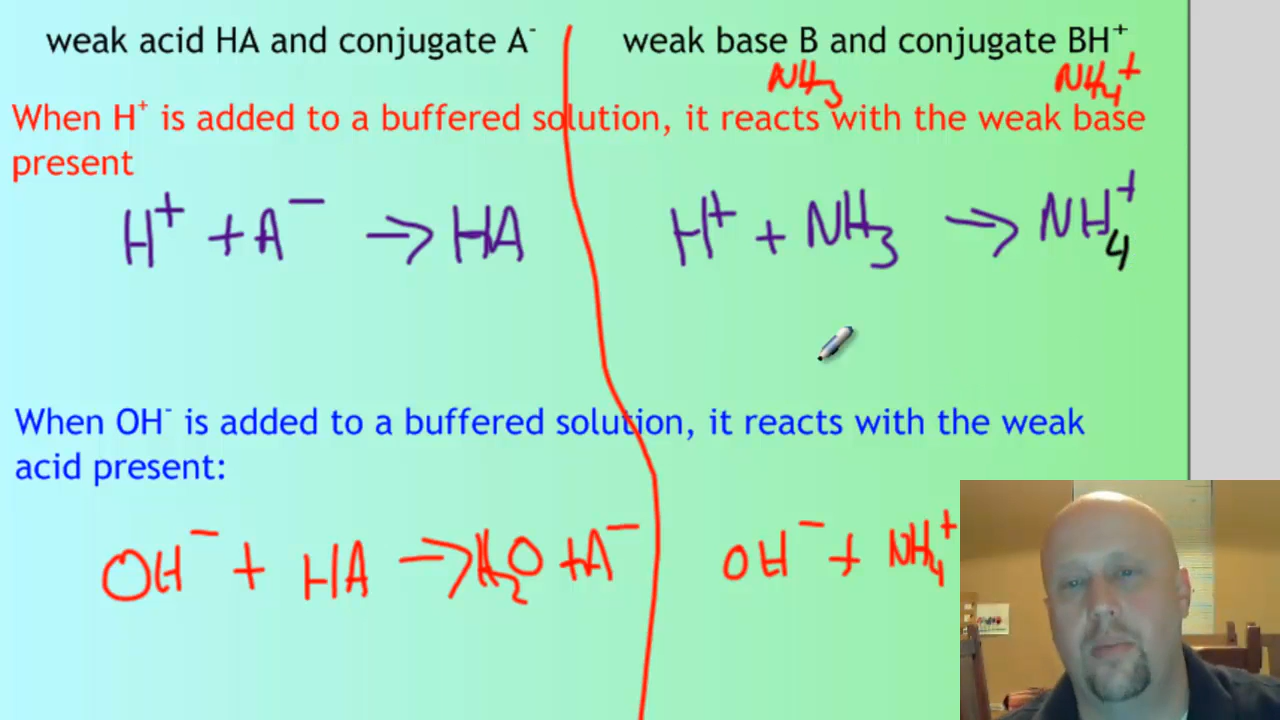 weak acid HA and conjugate A⁻
weak base B and conjugate BH⁺
NH₃
NH₄⁺
When H⁺ is added to a buffered solution, it reacts with the weak base
present
H⁺ + A⁻ → HA
H⁺ + NH₃ → NH₄⁺
When OH⁻ is added to a buffered solution, it reacts with the weak
acid present:
OH⁻ + HA → H₂O + A⁻
OH⁻ + NH₄⁺